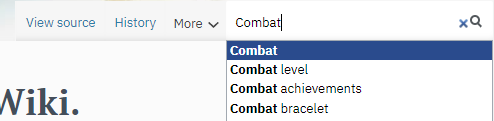 View source History More Combat
Combat
Combat level
Combat achievements
Combat bracelet
Wiki.